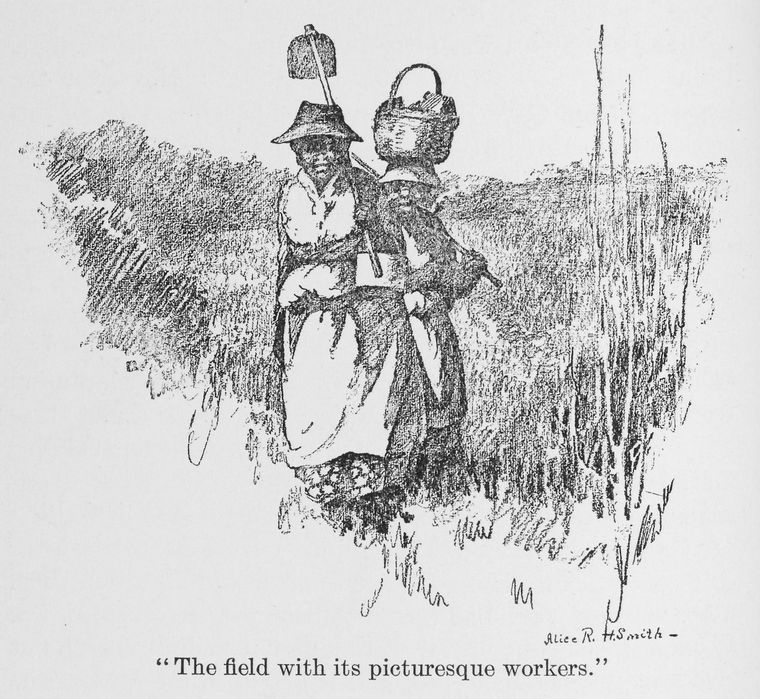 Alice R. H. Smith –
“The field with its picturesque workers.”